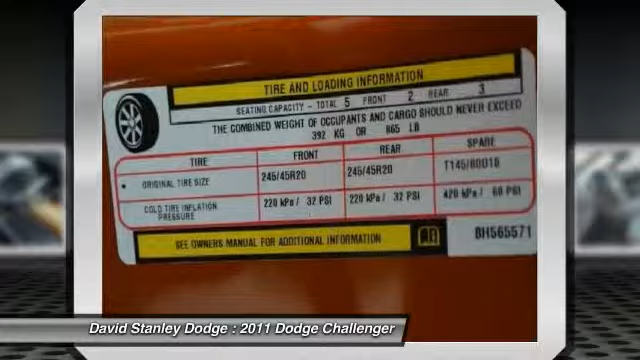 TIRE AND LOADING INFORMATION
SEATING CAPACITY - TOTAL 5 FRONT 2 REAR 3
THE COMBINED WEIGHT OF OCCUPANTS AND CARGO SHOULD NEVER EXCEED
392 KG OR 865 LB
TIRE FRONT REAR SPARE
ORIGINAL TIRE SIZE 245/45R20 245/45R20 T145/80D18
COLD TIRE INFLATION PRESSURE 220 kPa / 32 PSI 220 kPa / 32 PSI 420 kPa / 60 PSI
SEE OWNERS MANUAL FOR ADDITIONAL INFORMATION
BH565571
David Stanley Dodge : 2011 Dodge Challenger